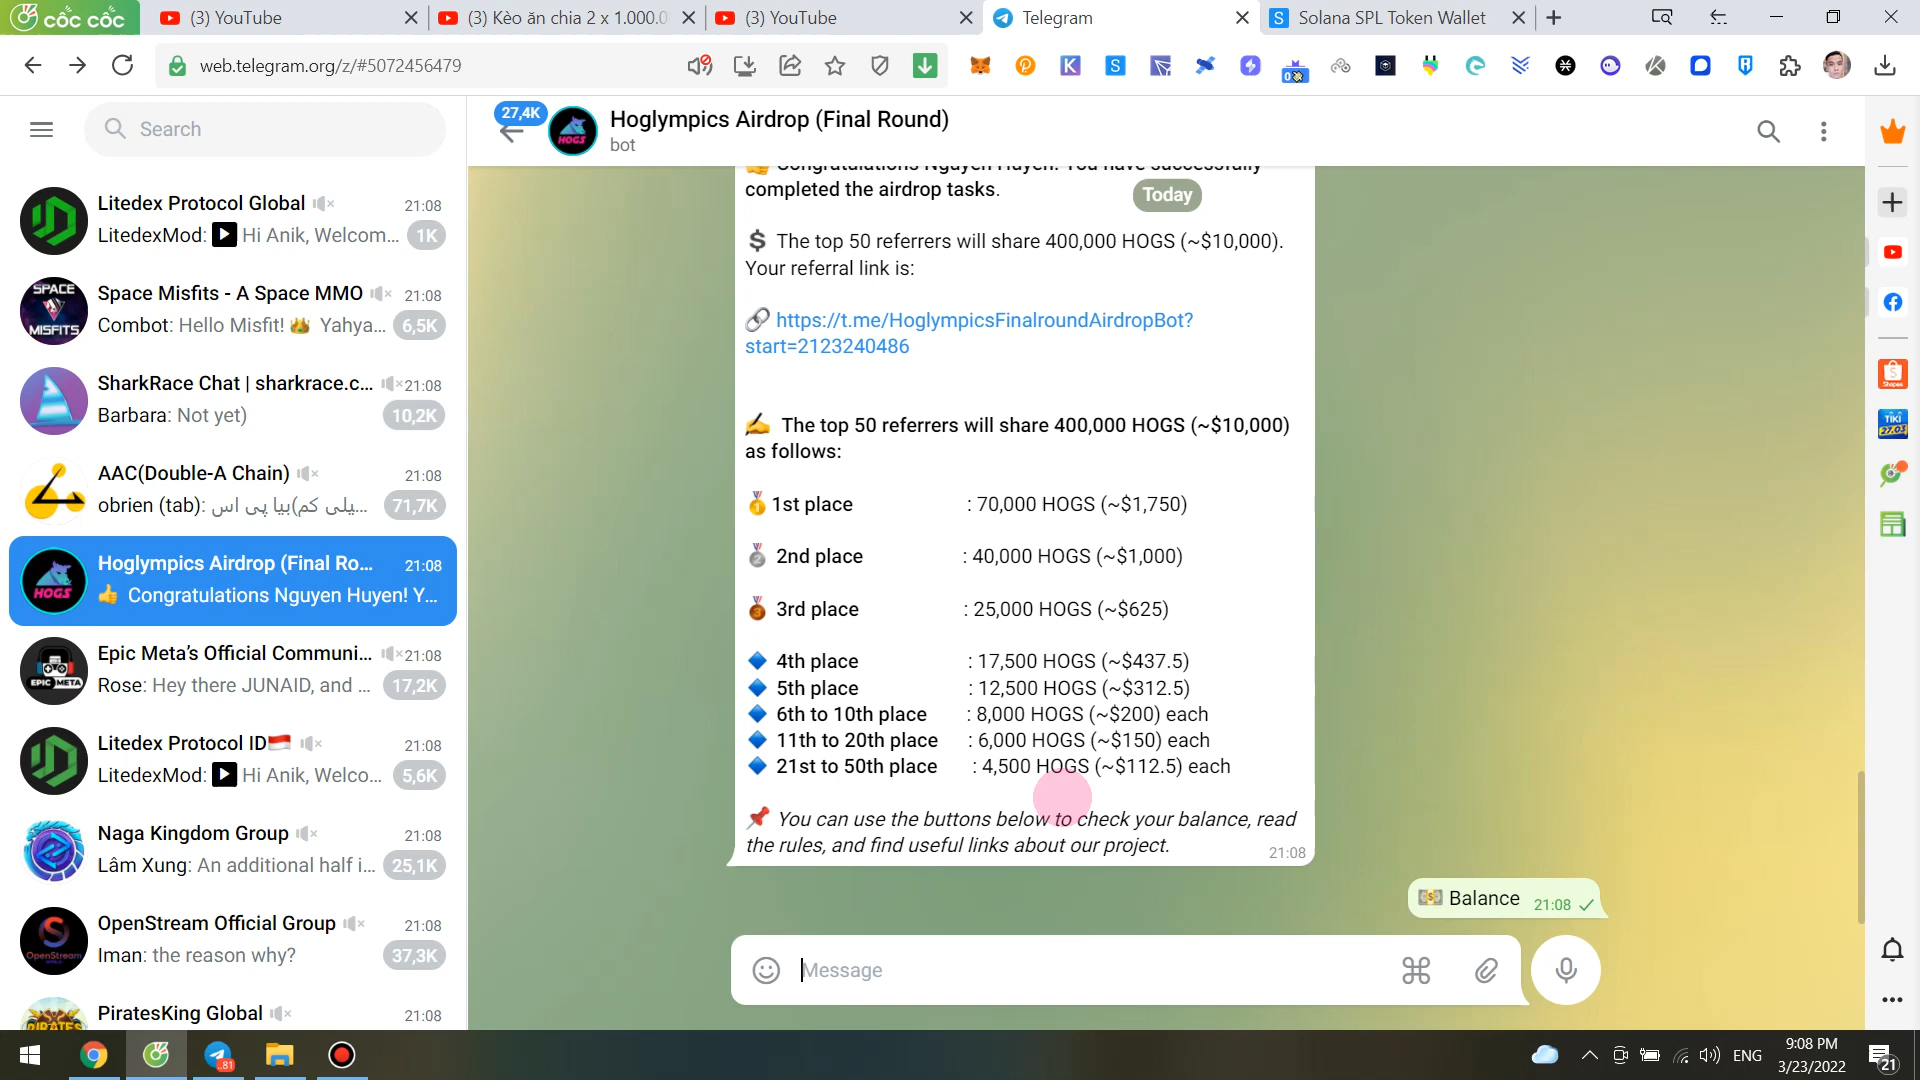 cốc cốc
(3) YouTube
(3) Kèo ăn chia 2 x 1.000.0
(3) YouTube
Telegram
Solana SPL Token Wallet
web.telegram.org/z/#5072456479
Search
Litedex Protocol Global
21:08
LitedexMod: Hi Anik, Welcom...
1K
Space Misfits - A Space MMO
21:08
Combot: Hello Misfit! 👑 Yahya...
6,5K
SharkRace Chat | sharkrace.c...
21:08
Barbara: Not yet)
10,2K
AAC(Double-A Chain)
21:08
obrien (tab): بیا پی اس(خیلی کم...
71,7K
Hoglympics Airdrop (Final Ro...
21:08
👍 Congratulations Nguyen Huyen! Y...
Epic Meta's Official Communi...
21:08
Rose: Hey there JUNAID, and ...
17,2K
Litedex Protocol ID🇮🇩
21:08
LitedexMod: Hi Anik, Welco...
5,6K
Naga Kingdom Group
21:08
Lâm Xung: An additional half i...
25,1K
OpenStream Official Group
21:08
Iman: the reason why?
37,3K
PiratesKing Global
21:08
27,4K
Hoglympics Airdrop (Final Round)
bot
👍 Congratulations Nguyen Huyen! You have successfully
completed the airdrop tasks.
Today
💲 The top 50 referrers will share 400,000 HOGS (~$10,000).
Your referral link is:
🔗 https://t.me/HoglympicsFinalroundAirdropBot?
start=2123240486
✍ The top 50 referrers will share 400,000 HOGS (~$10,000)
as follows:
🥇 1st place : 70,000 HOGS (~$1,750)
🥈 2nd place : 40,000 HOGS (~$1,000)
🥉 3rd place : 25,000 HOGS (~$625)
🔷 4th place : 17,500 HOGS (~$437.5)
🔷 5th place : 12,500 HOGS (~$312.5)
🔷 6th to 10th place : 8,000 HOGS (~$200) each
🔷 11th to 20th place : 6,000 HOGS (~$150) each
🔷 21st to 50th place : 4,500 HOGS (~$112.5) each
📌 You can use the buttons below to check your balance, read
the rules, and find useful links about our project.
21:08
💵 Balance 21:08
Message
ENG
9:08 PM
3/23/2022
21